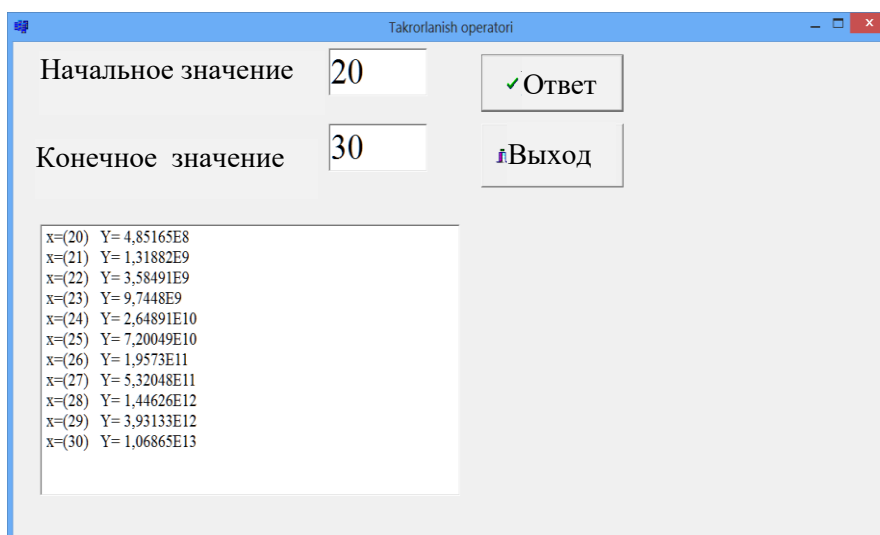 Takrorlanish operatori
Начальное значение
20
Ответ
Конечное значение
30
Выход
x=(20) Y= 4,85165E8
x=(21) Y= 1,31882E9
x=(22) Y= 3,58491E9
x=(23) Y= 9,7448E9
x=(24) Y= 2,64891E10
x=(25) Y= 7,20049E10
x=(26) Y= 1,9573E11
x=(27) Y= 5,32048E11
x=(28) Y= 1,44626E12
x=(29) Y= 3,93133E12
x=(30) Y= 1,06865E13